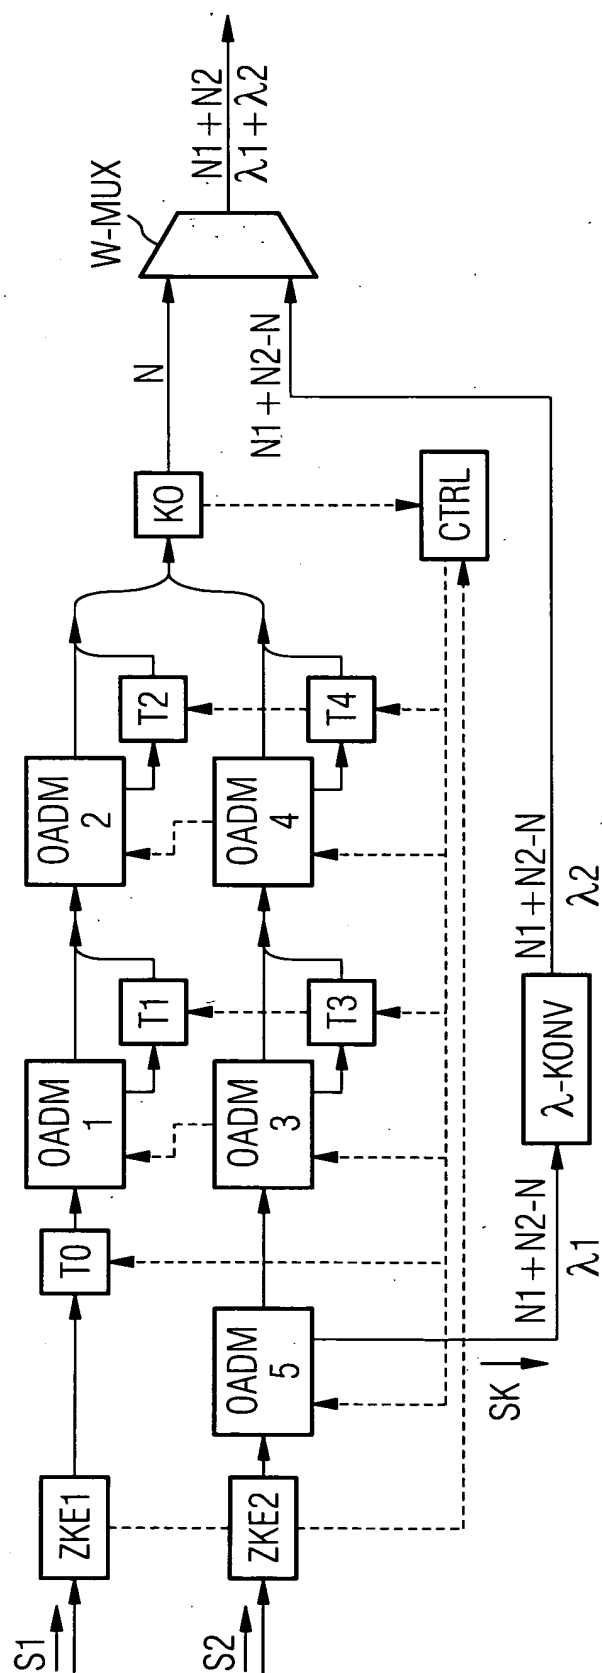 S1
ZKE1
T0
OADM
1
T1
OADM
2
T2
S2
ZKE2
OADM
5
OADM
3
T3
OADM
4
T4
KO
N
W-MUX
N1+N2
λ1+λ2
N1+N2-N
CTRL
SK
N1+N2-N
λ1
λ-KONV
N1+N2-N
λ2